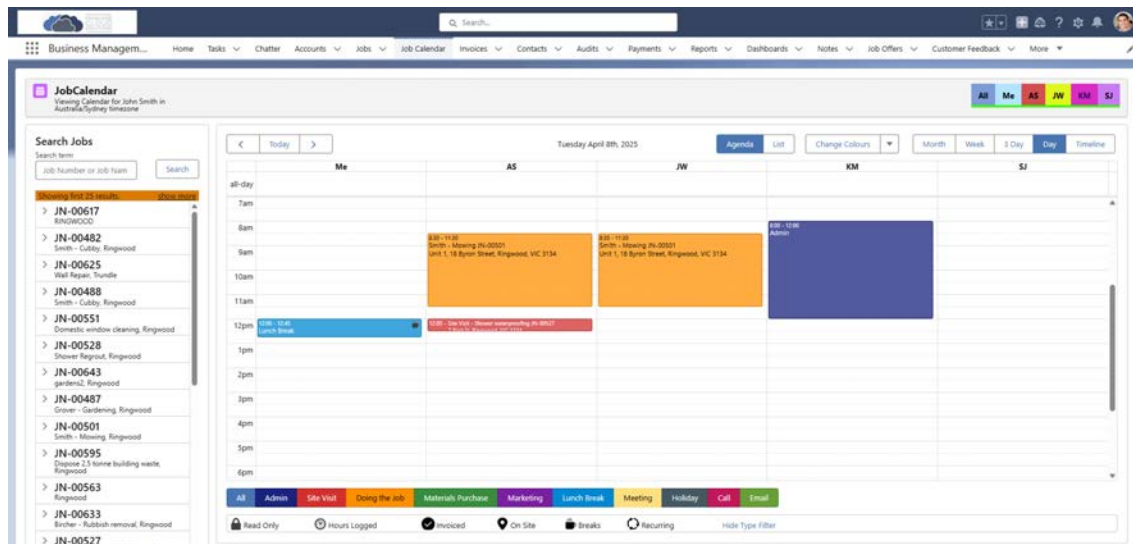 Search...
Business Managem...
Home
Tasks
Chatter
Accounts
Jobs
Job Calendar
Invoices
Contacts
Audits
Payments
Reports
Dashboards
Notes
Job Offers
Customer Feedback
More
JobCalendar
Viewing Calendar for John Smith in
Australia/Sydney timezone
All Me AS JW KM SJ
Search Jobs
Search term
Job Number or Job Nam
Search
Showing first 25 results. show more
JN-00617
RINGWOOD
JN-00482
Smith - Cubby, Ringwood
JN-00625
Wall Repair, Trundle
JN-00488
Smith - Cubby, Ringwood
JN-00551
Domestic window cleaning, Ringwood
JN-00528
Shower Regrout, Ringwood
JN-00643
gardens2, Ringwood
JN-00487
Grover - Gardening, Ringwood
JN-00501
Smith - Mowing, Ringwood
JN-00595
Dispose 2.5 tonne building waste,
Ringwood
JN-00563
Ringwood
JN-00633
Bircher - Rubbish removal, Ringwood
JN-00527
Today
Tuesday April 8th, 2025
Agenda
List
Change Colours
Month
Week
3 Day
Day
Timeline
Me AS JW KM SJ
all-day
7am
8am
9am
10am
11am
12pm
1pm
2pm
3pm
4pm
5pm
6pm
8:30 - 11:30
Smith - Mowing JN-00501
Unit 1, 18 Byron Street, Ringwood, VIC 3134
8:30 - 11:30
Smith - Mowing JN-00501
Unit 1, 18 Byron Street, Ringwood, VIC 3134
8:00 - 12:00
Admin
12:00 - 12:45
Lunch Break
12:00 - Site Visit - Shower waterproofing JN-00527
All
Admin
Site Visit
Doing the Job
Materials Purchase
Marketing
Lunch Break
Meeting
Holiday
Call
Email
Read Only
Hours Logged
Invoiced
On Site
Breaks
Recurring
Hide Type Filter